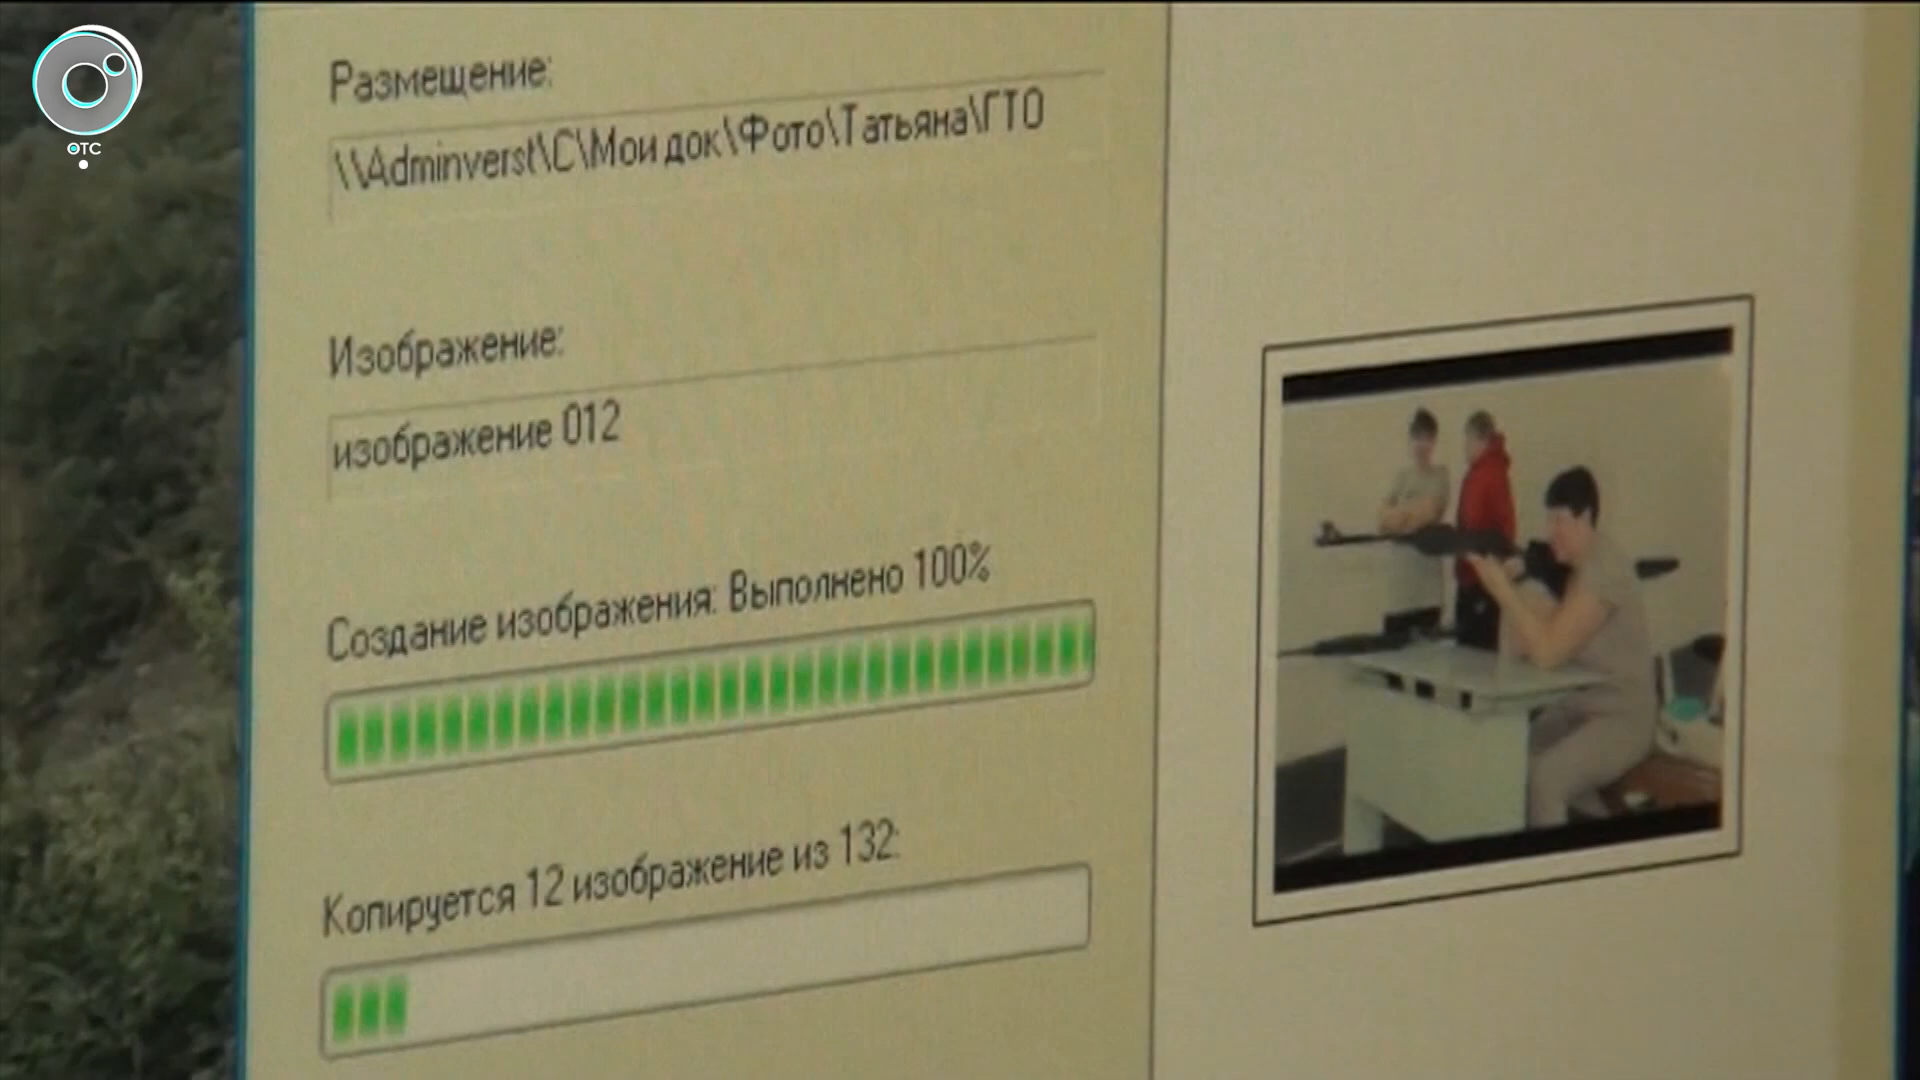 ОТС
Размещение:
\\Adminverst\C\Мои док\Фото\Татьяна\ГТО
Изображение:
изображение 012
Создание изображения: Выполнено 100%
Копируется 12 изображение из 132: